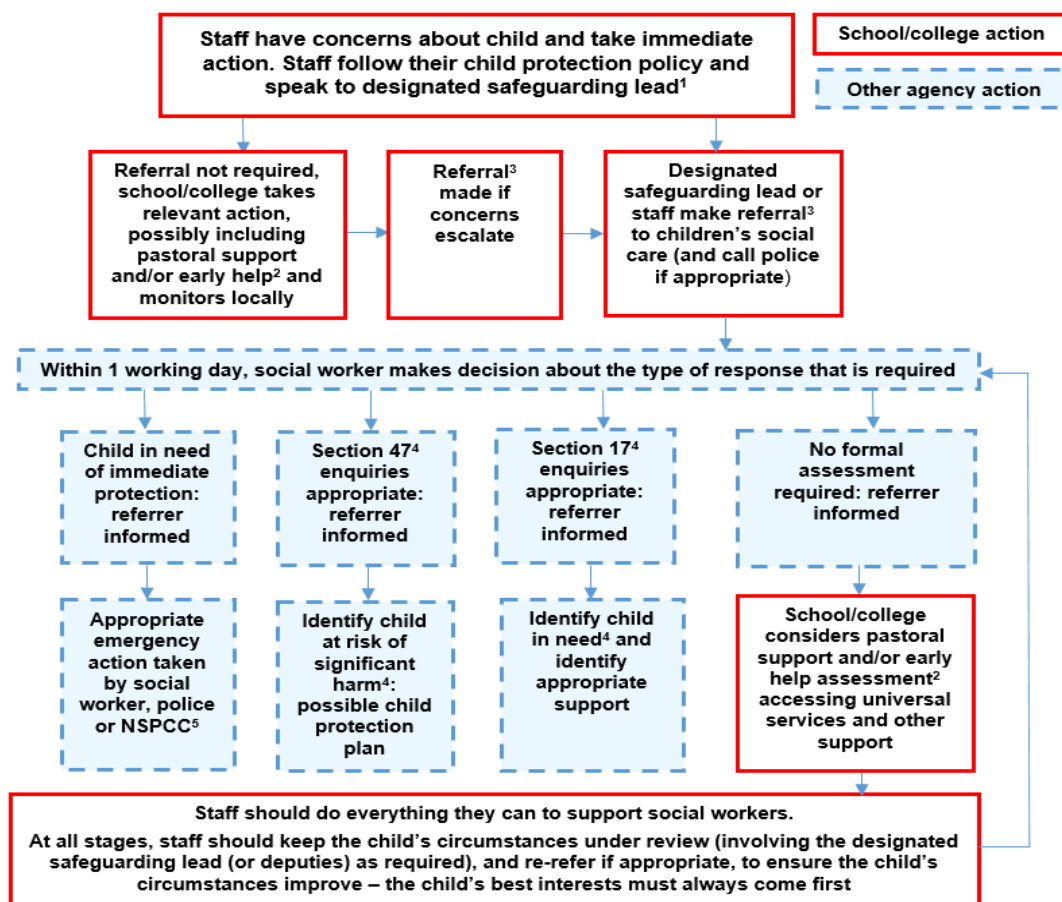 Staff have concerns about child and take immediate
action. Staff follow their child protection policy and
speak to designated safeguarding lead¹
School/college action
Other agency action
Referral not required,
school/college takes
relevant action,
possibly including
pastoral support
and/or early help² and
monitors locally
Referral³
made if
concerns
escalate
Designated
safeguarding lead or
staff make referral³
to children’s social
care (and call police
if appropriate)
Within 1 working day, social worker makes decision about the type of response that is required
Child in need
of immediate
protection:
referrer
informed
Section 47⁴
enquiries
appropriate:
referrer
informed
Section 17⁴
enquiries
appropriate:
referrer
informed
No formal
assessment
required: referrer
informed
Appropriate
emergency
action taken
by social
worker, police
or NSPCC⁵
Identify child
at risk of
significant
harm⁴:
possible child
protection
plan
Identify child
in need⁴ and
identify
appropriate
support
School/college
considers pastoral
support and/or early
help assessment²
accessing universal
services and other
support
Staff should do everything they can to support social workers.
At all stages, staff should keep the child’s circumstances under review (involving the designated
safeguarding lead (or deputies) as required), and re-refer if appropriate, to ensure the child’s
circumstances improve – the child’s best interests must always come first